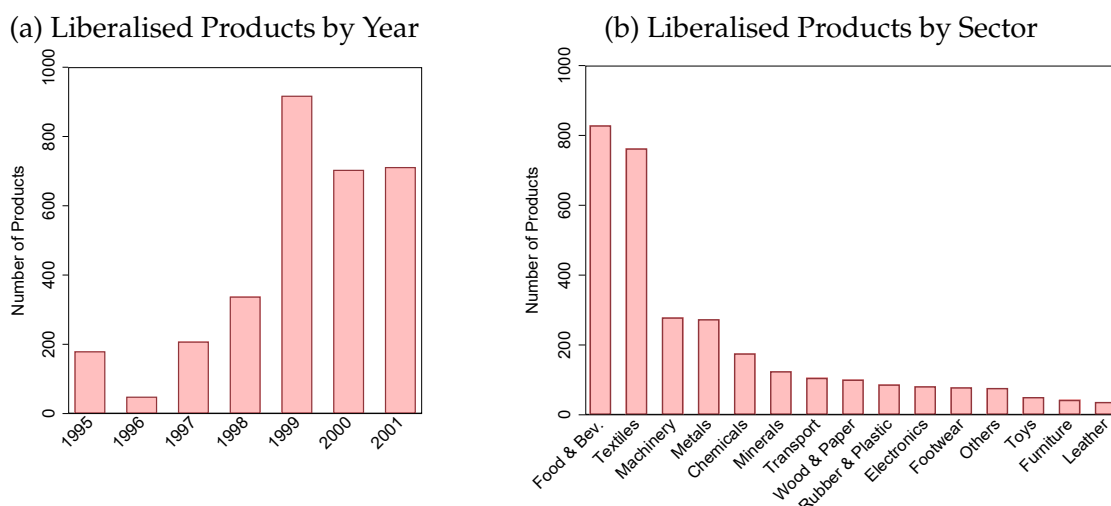 (a) Liberalised Products by Year
Number of Products
1000
800
600
400
200
0
1995
1996
1997
1998
1999
2000
2001
(b) Liberalised Products by Sector
Number of Products
1000
800
600
400
200
0
Food & Bev.
Textiles
Machinery
Metals
Chemicals
Minerals
Transport
Wood & Paper
Rubber & Plastic
Electronics
Footwear
Others
Toys
Furniture
Leather